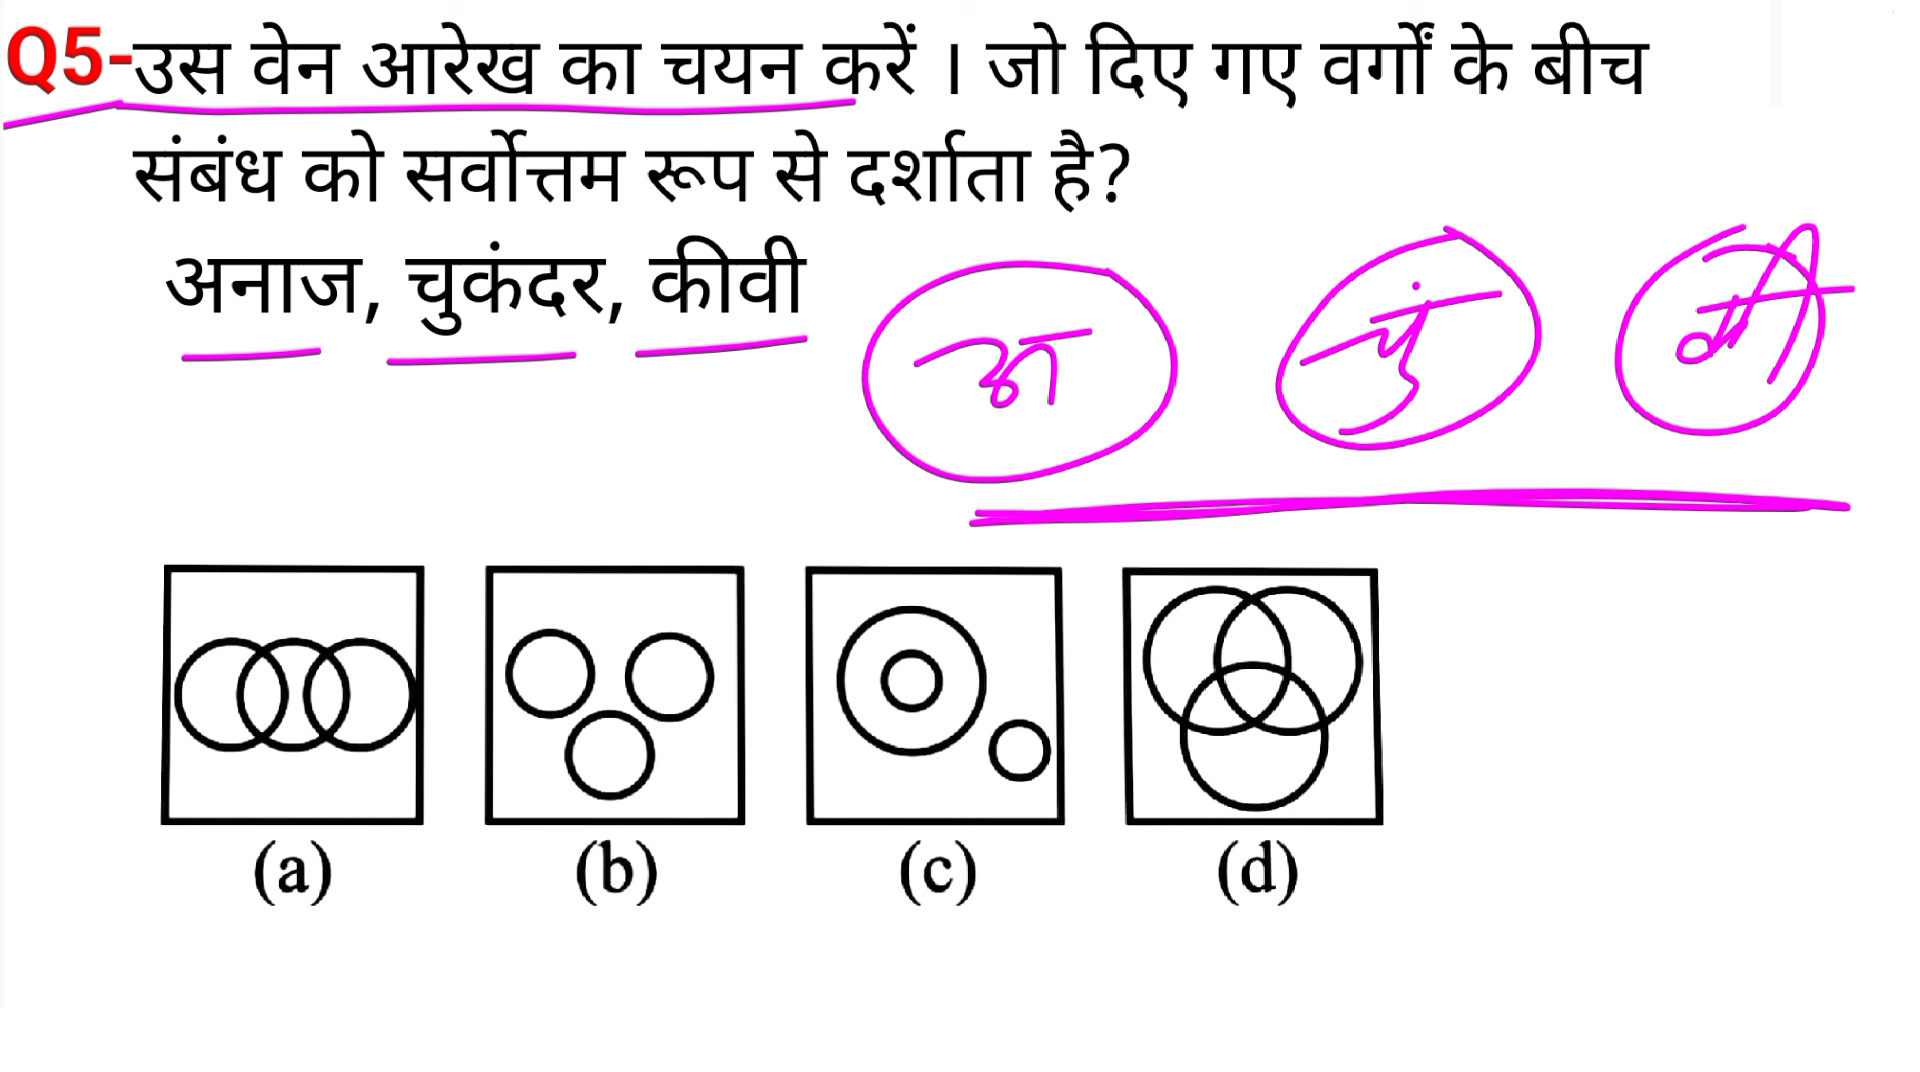 Q5-उस वेन आरेख का चयन करें । जो दिए गए वर्गों के बीच
संबंध को सर्वोत्तम रूप से दर्शाता है?
अनाज, चुकंदर, कीवी
अ चुं की
(a) (b) (c) (d)